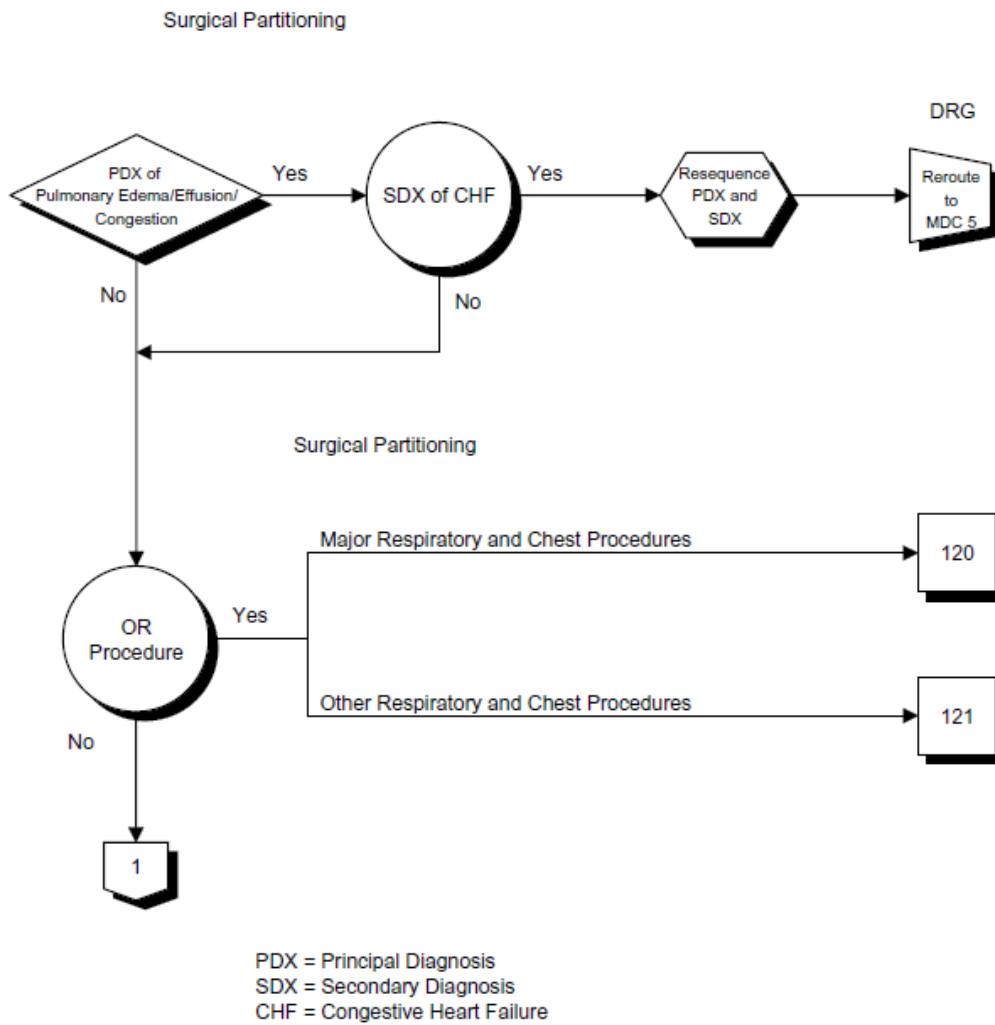 Surgical Partitioning
DRG
PDX of
Pulmonary Edema/Effusion/
Congestion
Yes
SDX of CHF
Yes
Resequence
PDX and
SDX
Reroute
to
MDC 5
No
No
Surgical Partitioning
Major Respiratory and Chest Procedures
120
OR
Procedure
Yes
Other Respiratory and Chest Procedures
121
No
1
PDX = Principal Diagnosis
SDX = Secondary Diagnosis
CHF = Congestive Heart Failure